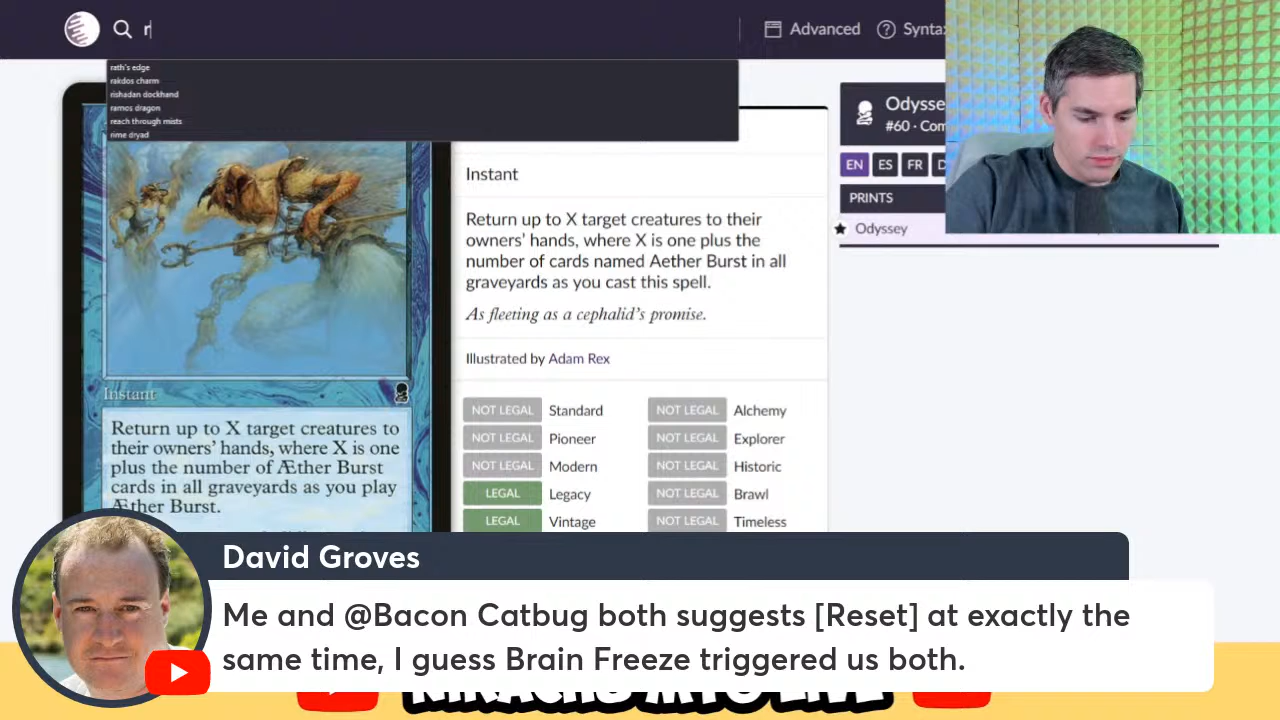 r
Advanced
Synta
rath's edge
rakdos charm
rishadan dockhand
ramos dragon
reach through mists
rime dryad
Instant
Return up to X target creatures to their
owners' hands, where X is one plus the
number of cards named Aether Burst in all
graveyards as you cast this spell.
As fleeting as a cephalid's promise.
Illustrated by Adam Rex
NOT LEGAL Standard NOT LEGAL Alchemy
NOT LEGAL Pioneer NOT LEGAL Explorer
NOT LEGAL Modern NOT LEGAL Historic
LEGAL Legacy NOT LEGAL Brawl
LEGAL Vintage NOT LEGAL Timeless
Odysse
#60 · Com
EN ES FR D
PRINTS
Odyssey
Instant
Return up to X target creatures to
their owners' hands, where X is one
plus the number of Æther Burst
cards in all graveyards as you play
Æther Burst.
David Groves
Me and @Bacon Catbug both suggests [Reset] at exactly the
same time, I guess Brain Freeze triggered us both.